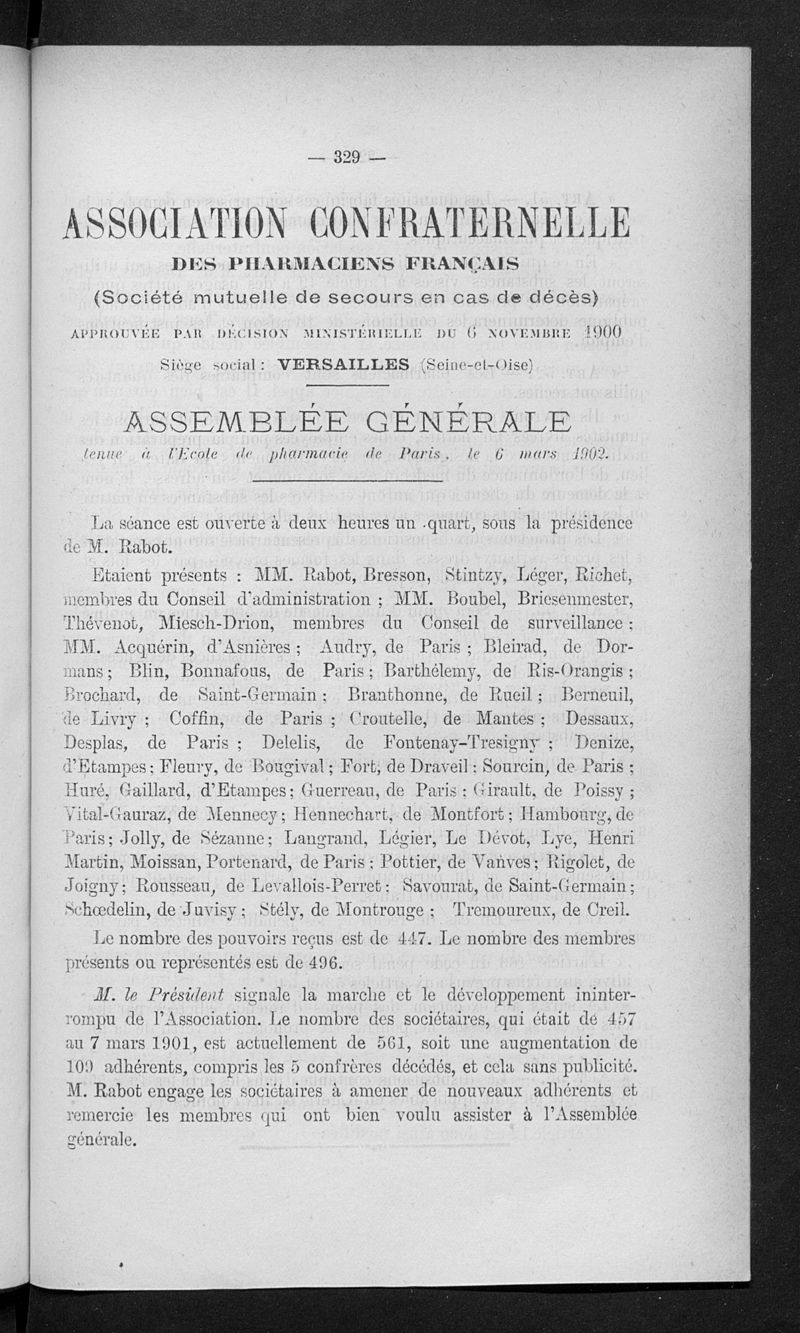 — 329 —
ASSOCIATION CONFRATERNELLE
DES PHARMACIENS FRANÇAIS
(Société mutuelle de secours en cas de décès)
APPROUVÉE PAR DÉCISION MINISTÉRIELLE DU 6 NOVEMBRE 1900
Siège social : VERSAILLES (Seine-et-Oise)
ASSEMBLÉE GÉNÉRALE
tenue à l'Ecole de pharmacie de Paris, le 6 mars 1902.
La séance est ouverte à deux heures un quart, sous la présidence
de M. Rabot.
Etaient présents : MM. Rabot, Bresson, Stintzy, Léger, Richet,
membres du Conseil d'administration ; MM. Boubel, Briesenmester,
Thévenot, Miesch-Drion, membres du Conseil de surveillance ;
MM. Acquérin, d'Asnières ; Audry, de Paris ; Bleirad, de Dor-
mans ; Blin, Bonnafous, de Paris ; Barthélemy, de Ris-Orangis ;
Brochard, de Saint-Germain ; Branthonne, de Rueil ; Berneuil,
de Livry ; Coffin, de Paris ; Croutelle, de Mantes ; Dessaux,
Desplas, de Paris ; Delelis, de Fontenay-Tresigny ; Denize,
d'Etampes ; Fleury, de Bougival ; Fort, de Draveil ; Sourcin, de Paris ;
Huré, Gaillard, d'Etampes ; Guerreau, de Paris ; Girault, de Poissy ;
Vital-Gauraz, de Mennecy ; Hennechart, de Montfort ; Hambourg, de
Paris ; Jolly, de Sézanne ; Langrand, Légier, Le Dévot, Lye, Henri
Martin, Moissan, Portenard, de Paris ; Pottier, de Vanves ; Rigolet, de
Joigny ; Rousseau, de Levallois-Perret ; Savourat, de Saint-Germain ;
Schœdelin, de Juvisy ; Stély, de Montrouge ; Tremoureux, de Creil.
Le nombre des pouvoirs reçus est de 447. Le nombre des membres
présents ou représentés est de 496.
M. le Président signale la marche et le développement ininter-
rompu de l'Association. Le nombre des sociétaires, qui était de 457
au 7 mars 1901, est actuellement de 561, soit une augmentation de
109 adhérents, compris les 5 confrères décédés, et cela sans publicité.
M. Rabot engage les sociétaires à amener de nouveaux adhérents et
remercie les membres qui ont bien voulu assister à l'Assemblée
générale.